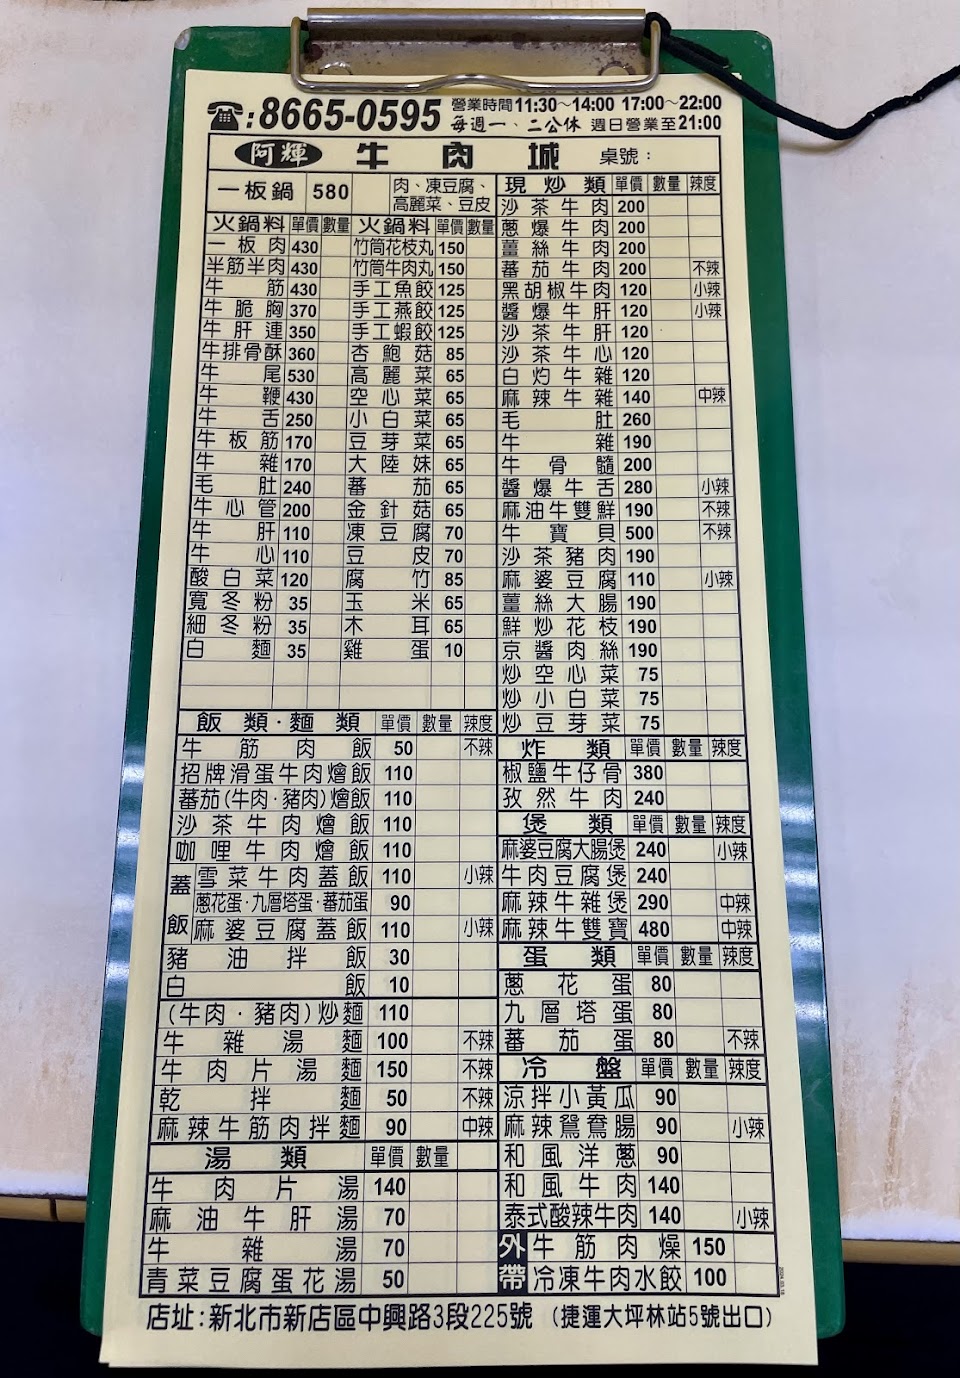 ☎:8665-0595 營業時間11:30~14:00 17:00~22:00
每週一、二公休 週日營業至21:00
阿輝 牛肉城 桌號：
一板鍋 580 肉、凍豆腐、高麗菜、豆皮
火鍋料 單價 數量 火鍋料 單價 數量
一板肉 430 竹筒花枝丸 150
半筋半肉 430 竹筒牛肉丸 150
牛筋 430 手工魚餃 125
牛脆胸 370 手工燕餃 125
牛肝連 350 手工蝦餃 125
牛排骨酥 360 杏鮑菇 85
牛尾 530 高麗菜 65
牛鞭 430 空心菜 65
牛舌 250 小白菜 65
牛板筋 170 豆芽菜 65
牛雜 170 大陸妹 65
毛肚 240 蕃茄 65
牛心管 200 金針菇 65
牛肝 110 凍豆腐 70
牛心 110 豆皮 70
酸白菜 120 腐竹 85
寬冬粉 35 玉米 65
細冬粉 35 木耳 65
白麵 35 雞蛋 10
飯類·麵類 單價 數量 辣度
牛筋肉飯 50 不辣
招牌滑蛋牛肉燴飯 110
蕃茄(牛肉·豬肉)燴飯 110
沙茶牛肉燴飯 110
咖哩牛肉燴飯 110
蓋飯
雪菜牛肉蓋飯 110 小辣
蔥花蛋·九層塔蛋·蕃茄蛋 90
麻婆豆腐蓋飯 110 小辣
豬油拌飯 30
白飯 10
(牛肉·豬肉)炒麵 110
牛雜湯麵 100 不辣
牛肉片湯麵 150 不辣
乾拌麵 50 不辣
麻辣牛筋肉拌麵 90 中辣
湯類 單價 數量
牛肉片湯 140
麻油牛肝湯 70
牛雜湯 70
青菜豆腐蛋花湯 50
現炒類 單價 數量 辣度
沙茶牛肉 200
蔥爆牛肉 200
薑絲牛肉 200
蕃茄牛肉 200 不辣
黑胡椒牛肉 120 小辣
醬爆牛肝 120 小辣
沙茶牛肝 120
沙茶牛心 120
白灼牛雜 120
麻辣牛雜 140 中辣
毛肚 260
牛雜 190
牛骨髓 200
醬爆牛舌 280 小辣
麻油牛雙鮮 190 不辣
牛寶貝 500 不辣
沙茶豬肉 190
麻婆豆腐 110 小辣
薑絲大腸 190
鮮炒花枝 190
京醬肉絲 190
炒空心菜 75
炒小白菜 75
炒豆芽菜 75
炸類 單價 數量 辣度
椒鹽牛仔骨 380
孜然牛肉 240
煲類 單價 數量 辣度
麻婆豆腐大腸煲 240 小辣
牛肉豆腐煲 240
麻辣牛雜煲 290 中辣
麻辣牛雙寶 480 中辣
蛋類 單價 數量 辣度
蔥花蛋 80
九層塔蛋 80
蕃茄蛋 80 不辣
冷盤 單價 數量 辣度
涼拌小黃瓜 90
麻辣鴛鴦腸 90 小辣
和風洋蔥 90
和風牛肉 140
泰式酸辣牛肉 140 小辣
外帶
牛筋肉燥 150
冷凍牛肉水餃 100
店址:新北市新店區中興路3段225號 (捷運大坪林站5號出口)